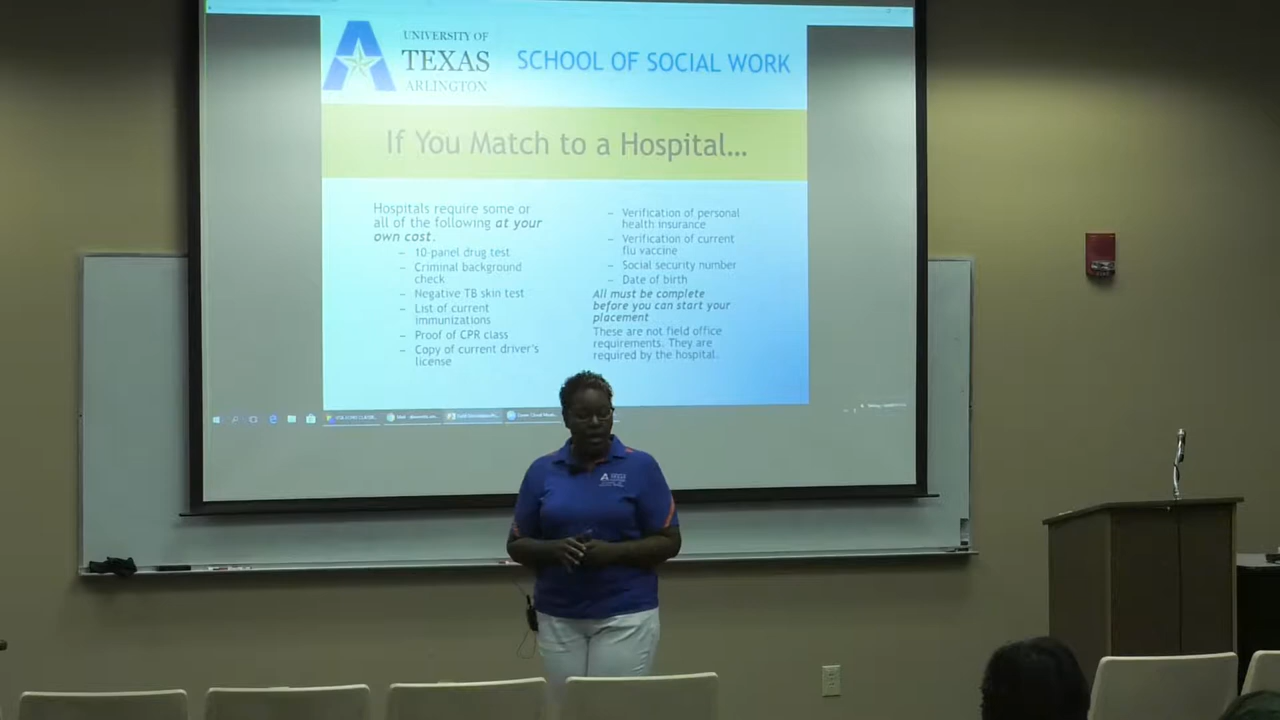 UNIVERSITY OF
TEXAS
ARLINGTON
SCHOOL OF SOCIAL WORK
If You Match to a Hospital...
Hospitals require some or
all of the following at your
own cost.
– 10-panel drug test
– Criminal background
check
– Negative TB skin test
– List of current
immunizations
– Proof of CPR class
– Copy of current driver's
license
– Verification of personal
health insurance
– Verification of current
flu vaccine
– Social security number
– Date of birth
All must be complete
before you can start your
placement
These are not field office
requirements. They are
required by the hospital.